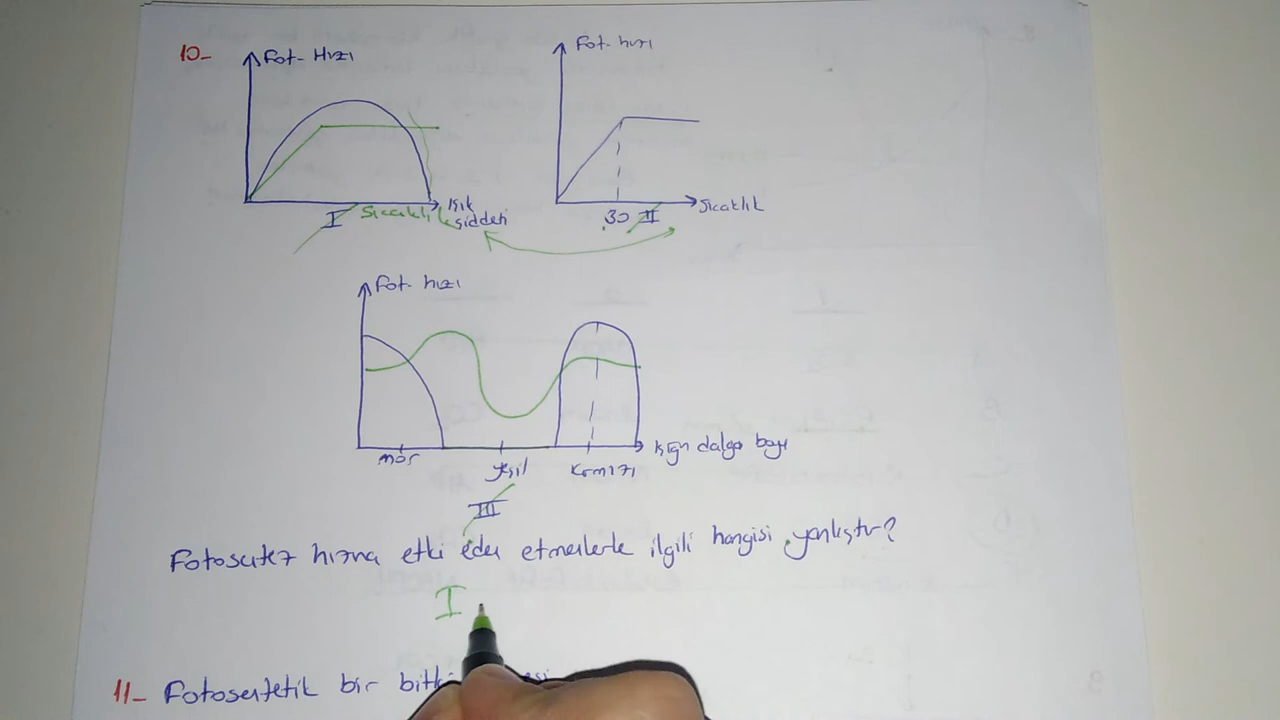 10- Fot- Hızı
Fot- hızı
Işık
şiddeti
Sıcaklık
I
30 II
Sıcaklık
Fot- hızı
mor
Yeşil
Kırmızı
Işığın dalga boyu
III
Fotosentez hızına etki eden etmenlerle ilgili hangisi yanlıştır?
I
11- Fotosentetik bir